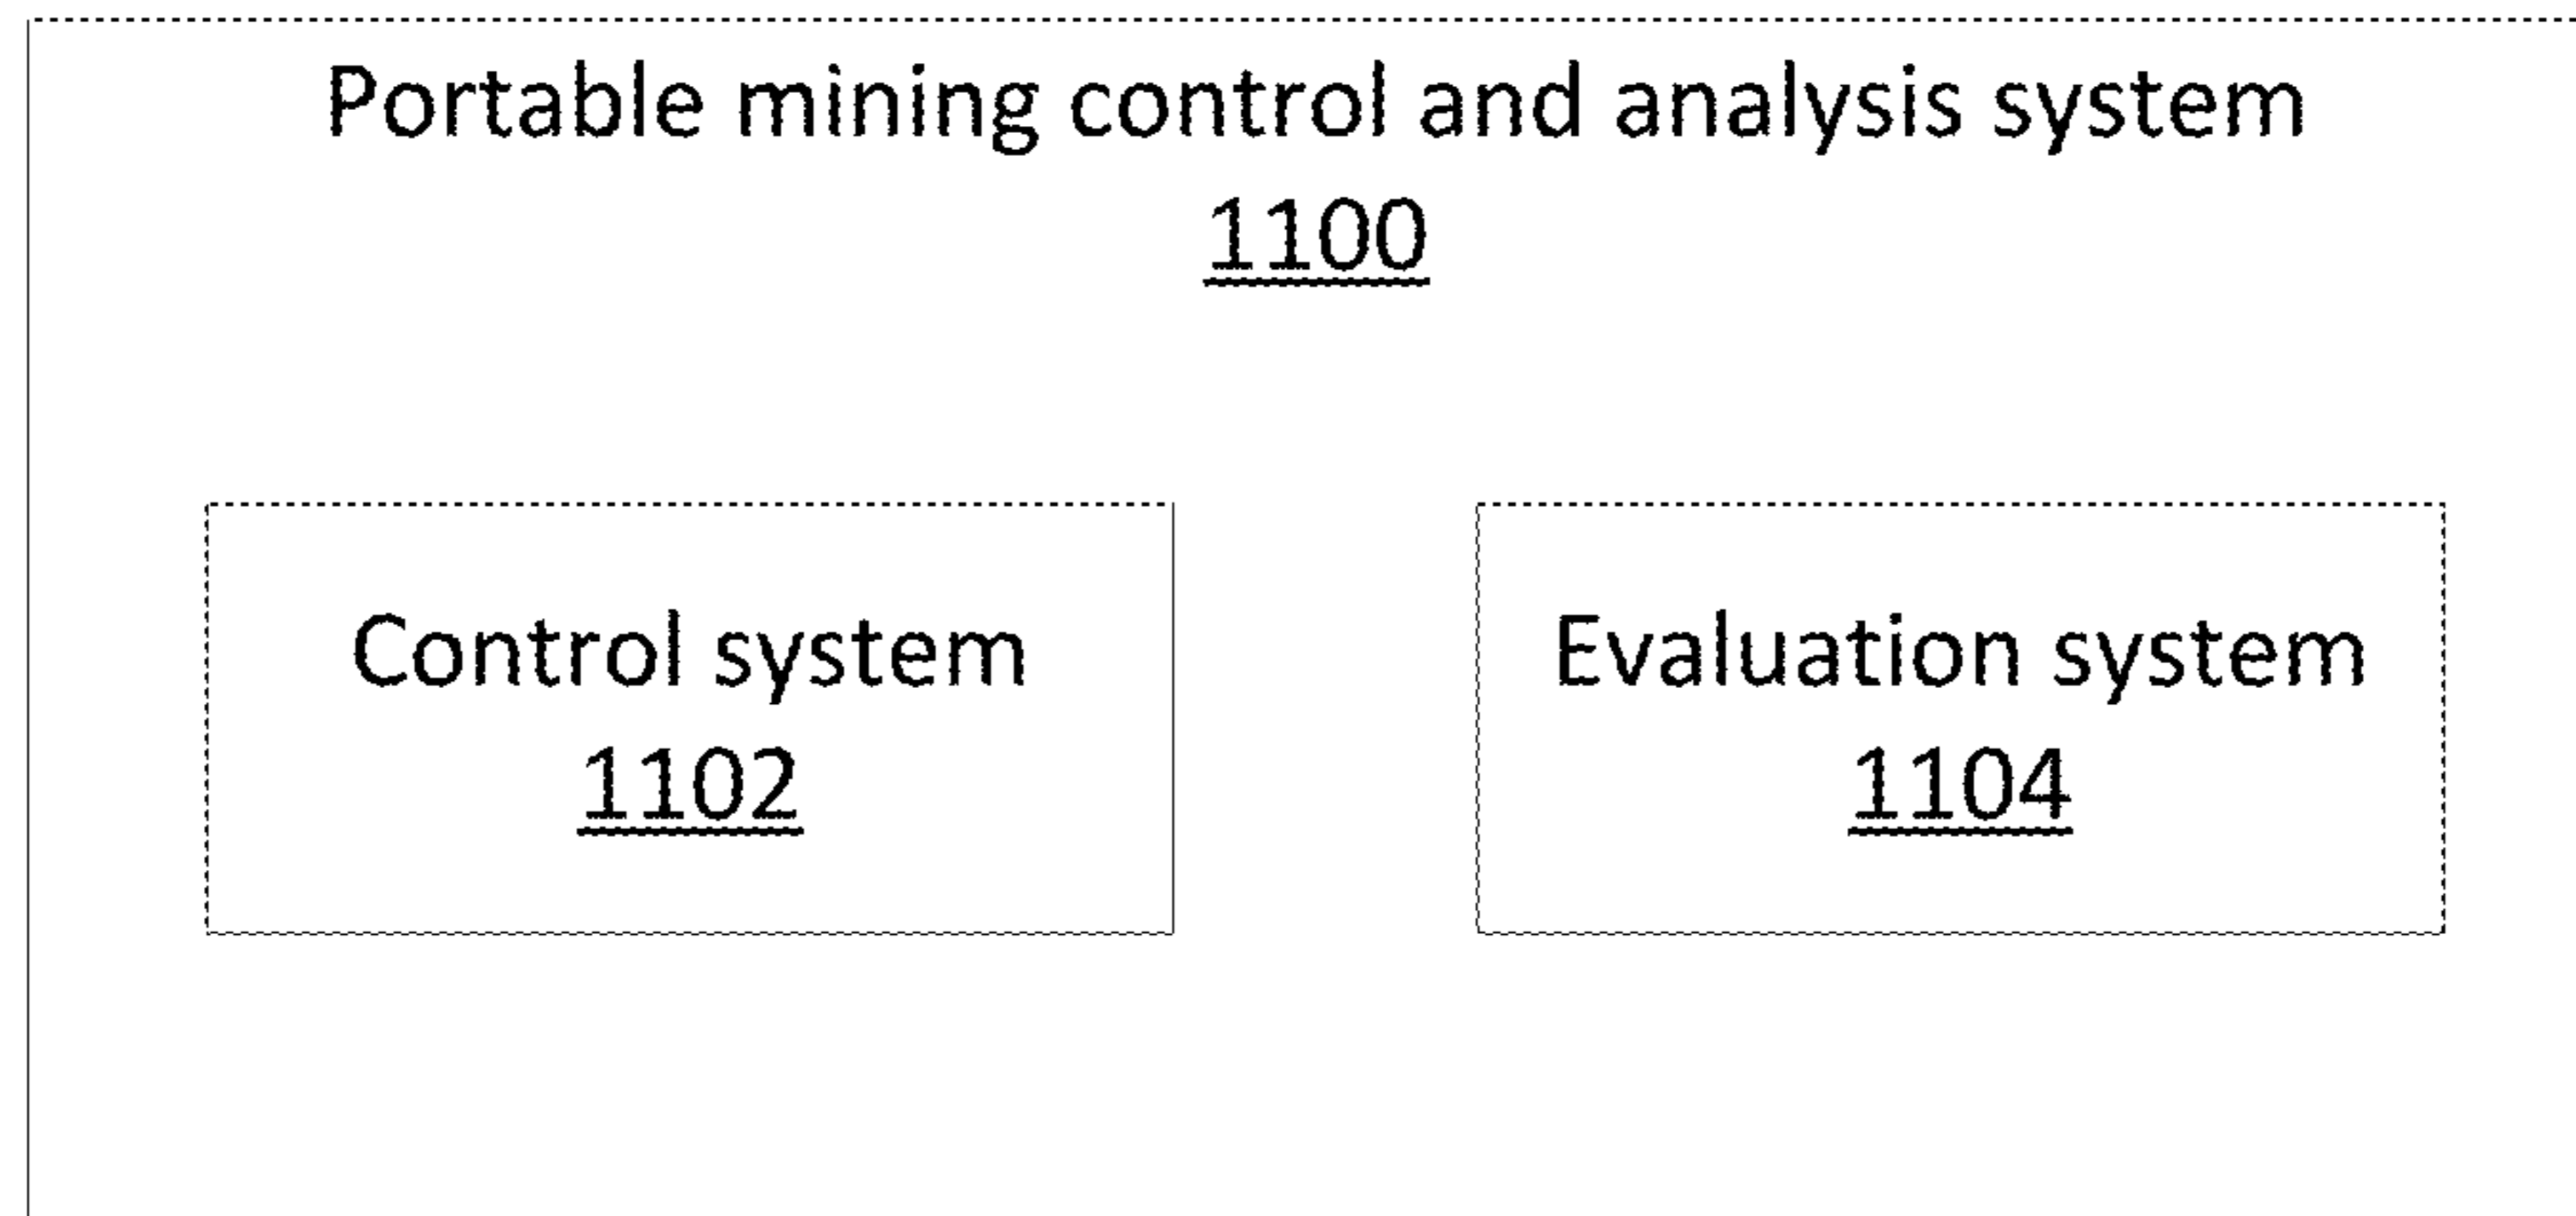 Portable mining control and analysis system
1100
Control system
1102
Evaluation system
1104